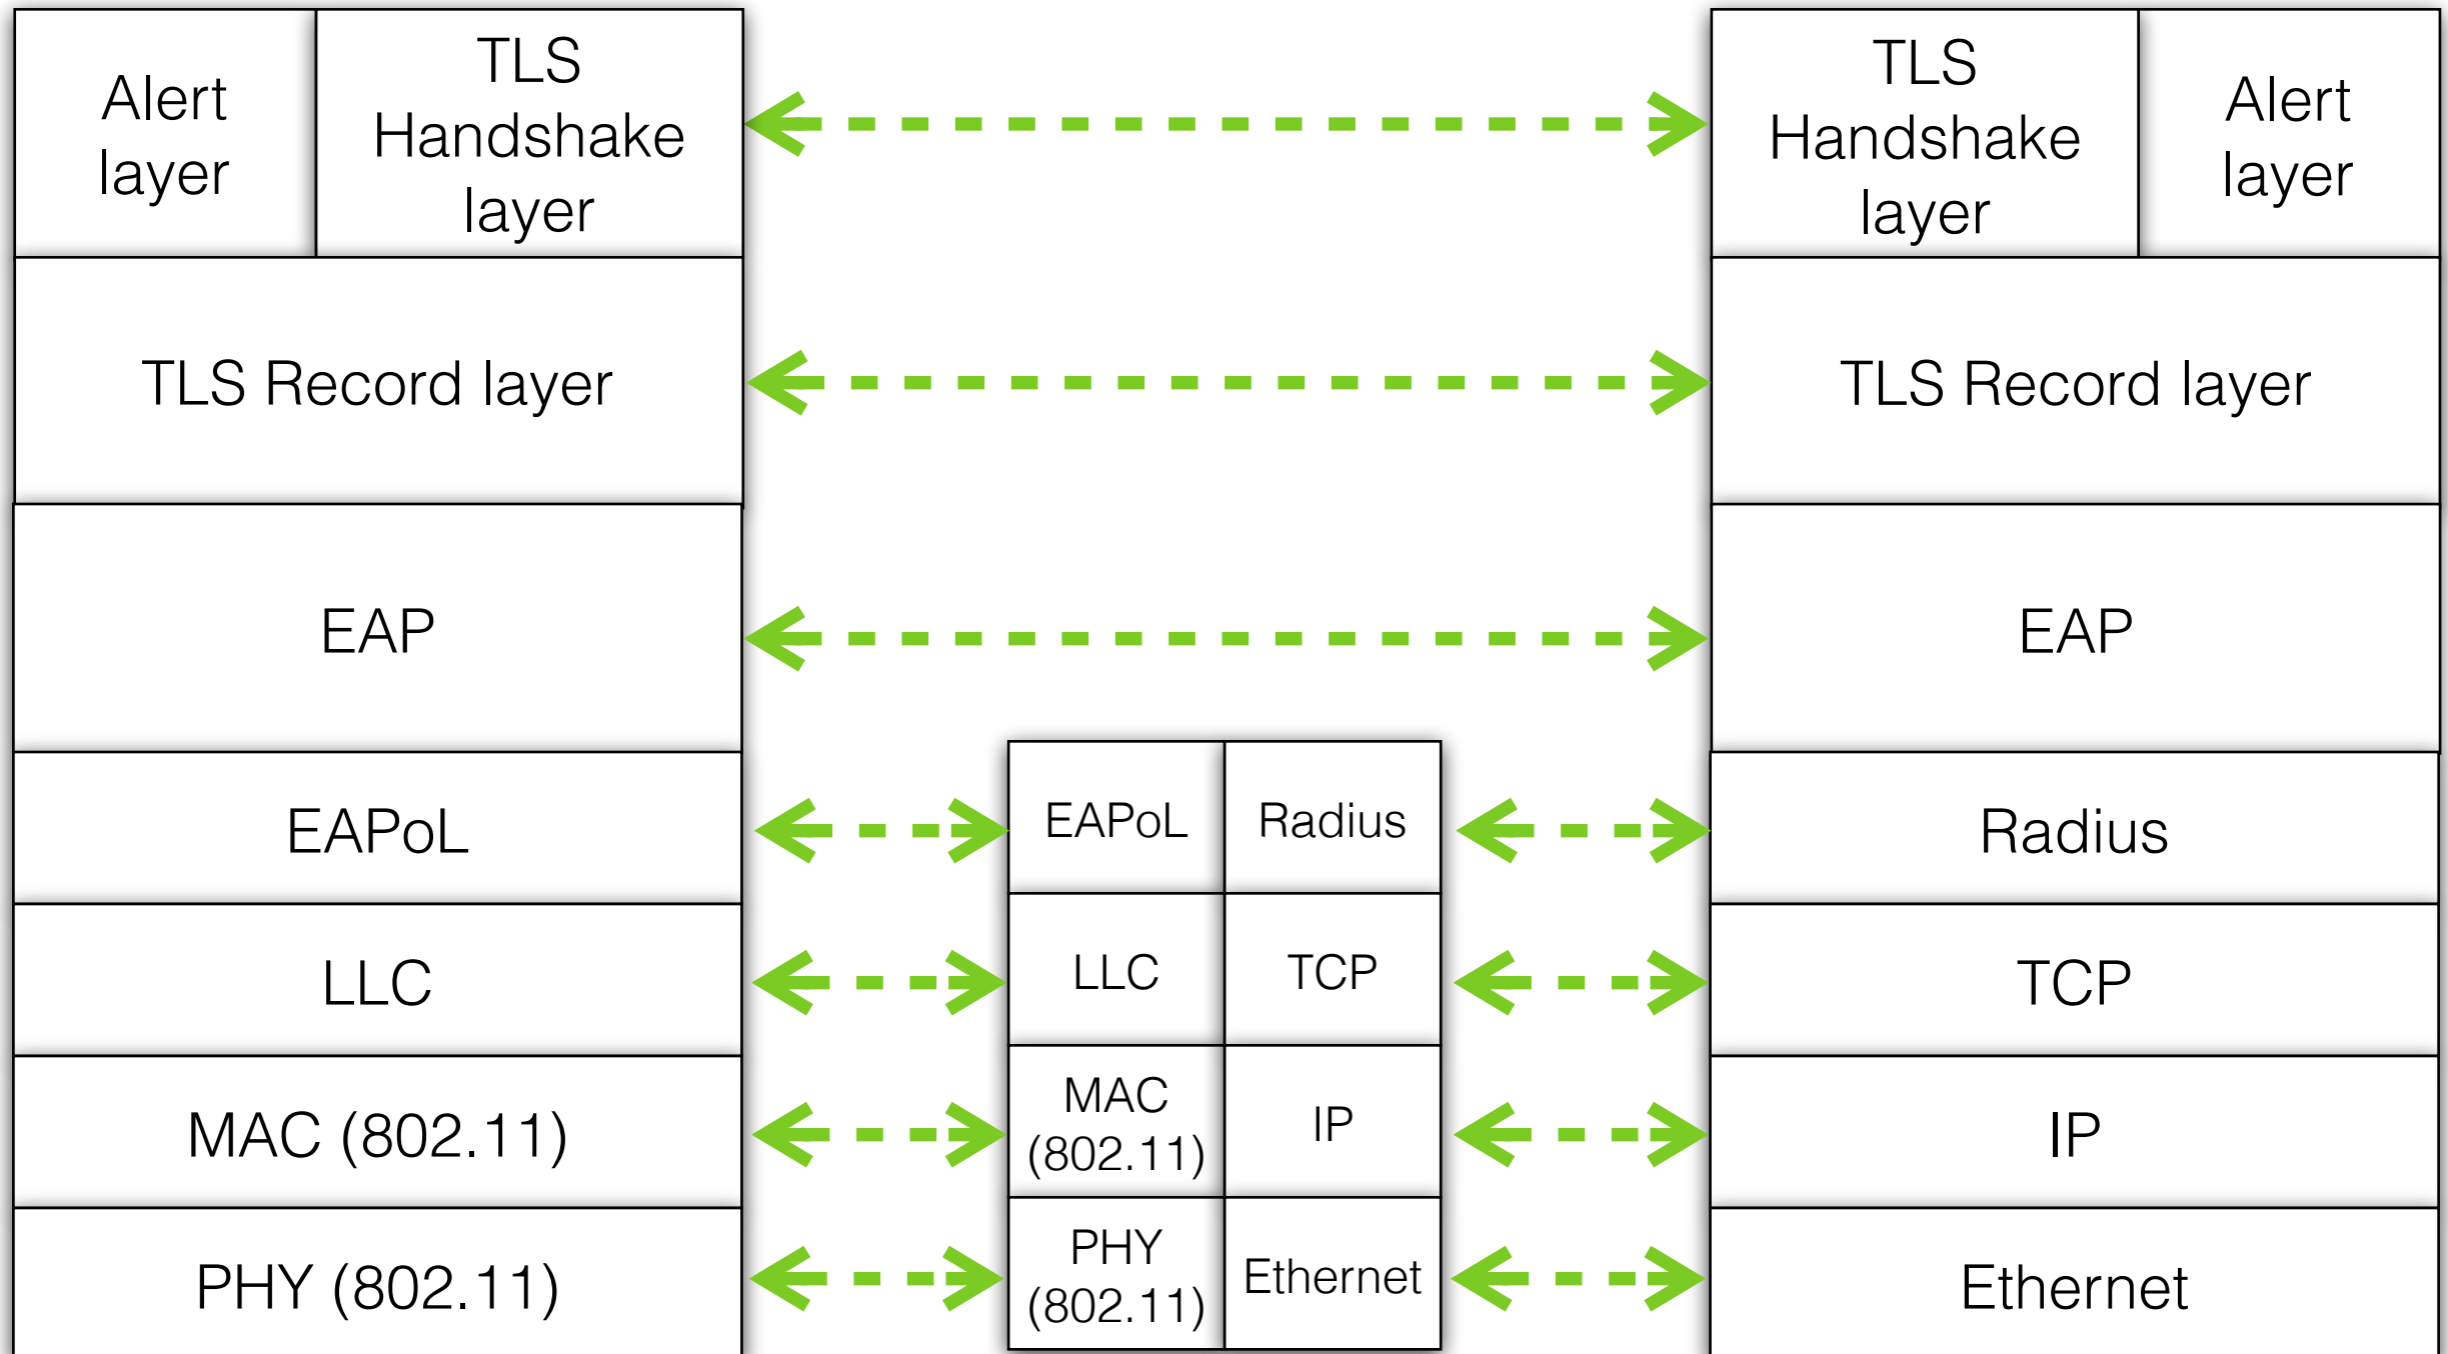 Alert
layer
TLS
Handshake
layer
TLS
Handshake
layer
Alert
layer
TLS Record layer
TLS Record layer
EAP
EAP
EAPoL
EAPoL
Radius
Radius
LLC
LLC
TCP
TCP
MAC (802.11)
MAC
(802.11)
IP
IP
PHY (802.11)
PHY
(802.11)
Ethernet
Ethernet